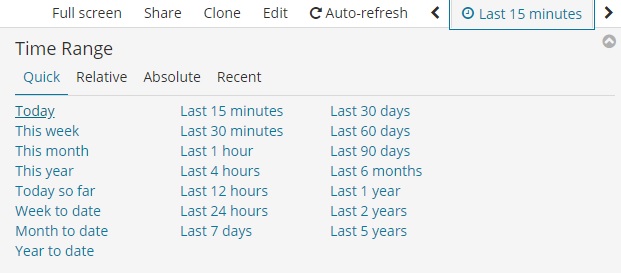 Full screen Share Clone Edit Auto-refresh Last 15 minutes
Time Range
Quick Relative Absolute Recent
Today Last 15 minutes Last 30 days
This week Last 30 minutes Last 60 days
This month Last 1 hour Last 90 days
This year Last 4 hours Last 6 months
Today so far Last 12 hours Last 1 year
Week to date Last 24 hours Last 2 years
Month to date Last 7 days Last 5 years
Year to date